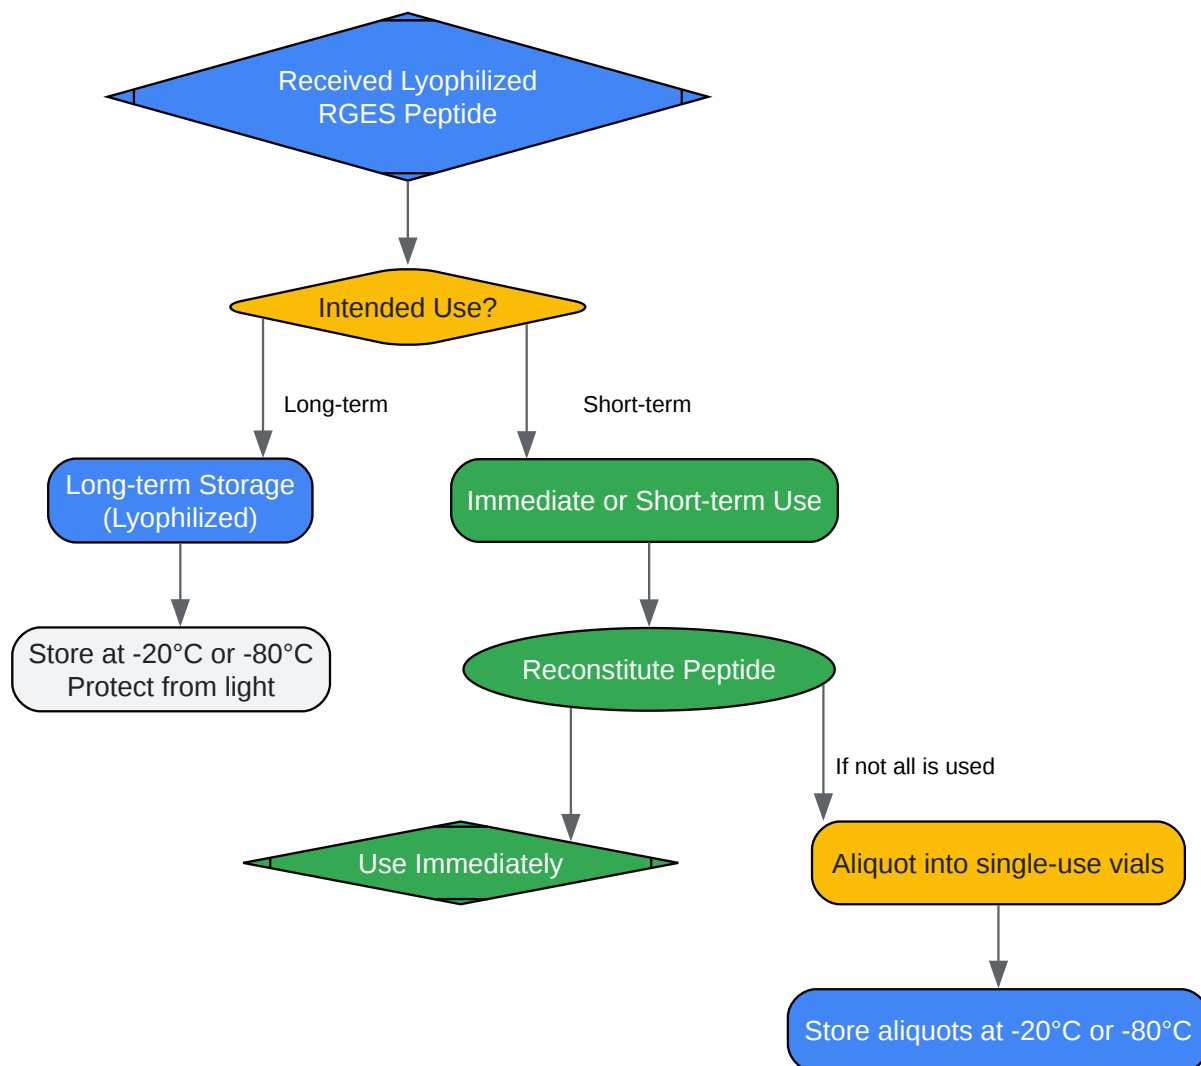 Received Lyophilized
RGES Peptide
Intended Use?
Long-term
Short-term
Long-term Storage
(Lyophilized)
Immediate or Short-term Use
Store at -20°C or -80°C
Protect from light
Reconstitute Peptide
If not all is used
Use Immediately
Aliquot into single-use vials
Store aliquots at -20°C or -80°C